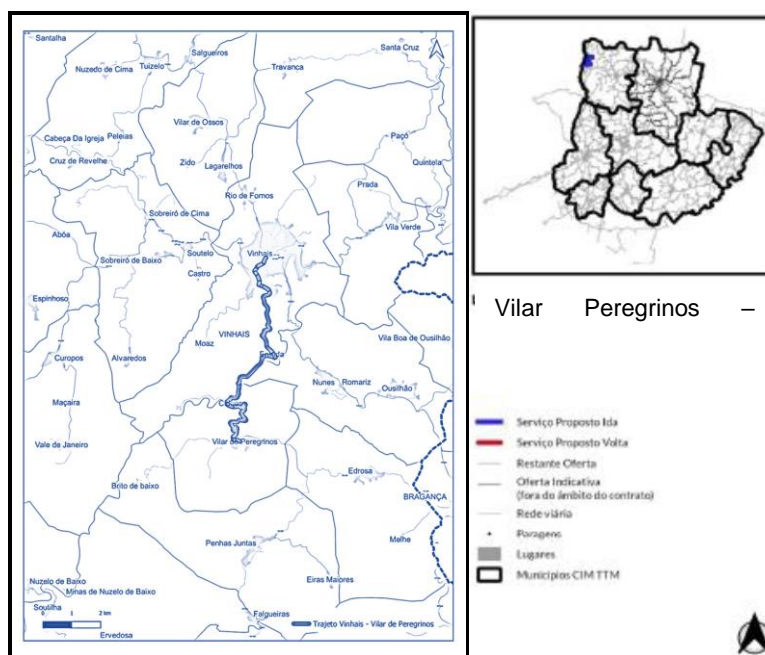 Santalha
Salgueiros
Santa Cruz
Nuzedo de Cima
Tuizelo
Travanca
Vilar de Ossos
Cabeça Da Igreja
Peleias
Paçó
Cruz de Revelhe
Zido
Lagarelhos
Quintela
Prada
Rio de Fornos
Sobreiró de Cima
Vila Verde
Abôa
Sobreiró de Baixo
Soutelo
Vinhais
Castro
Espinhoso
VINHAIS
Vila Boa de Ousilhão
Moaz
Curopos
Alvaredos
Nunes
Romariz
Ousilhão
Maçaira
Vale de Janeiro
Vilar de Peregrinos
Edrosa
Brito de baixo
BRAGANÇA
Penhas Juntas
Melhe
Nuzelo de Baixo
Minas de Nuzelo de Baixo
Eiras Maiores
Soutilha
Falgueiras
0 1 2 km
Ervedosa
Trajeto Vinhais - Vilar de Peregrinos
Vilar Peregrinos –
Serviço Proposto Ida
Serviço Proposto Volta
Restante Oferta
Oferta Indicativa
(fora do âmbito do contrato)
Rede viária
Paragens
Lugares
Municípios CIM TTM